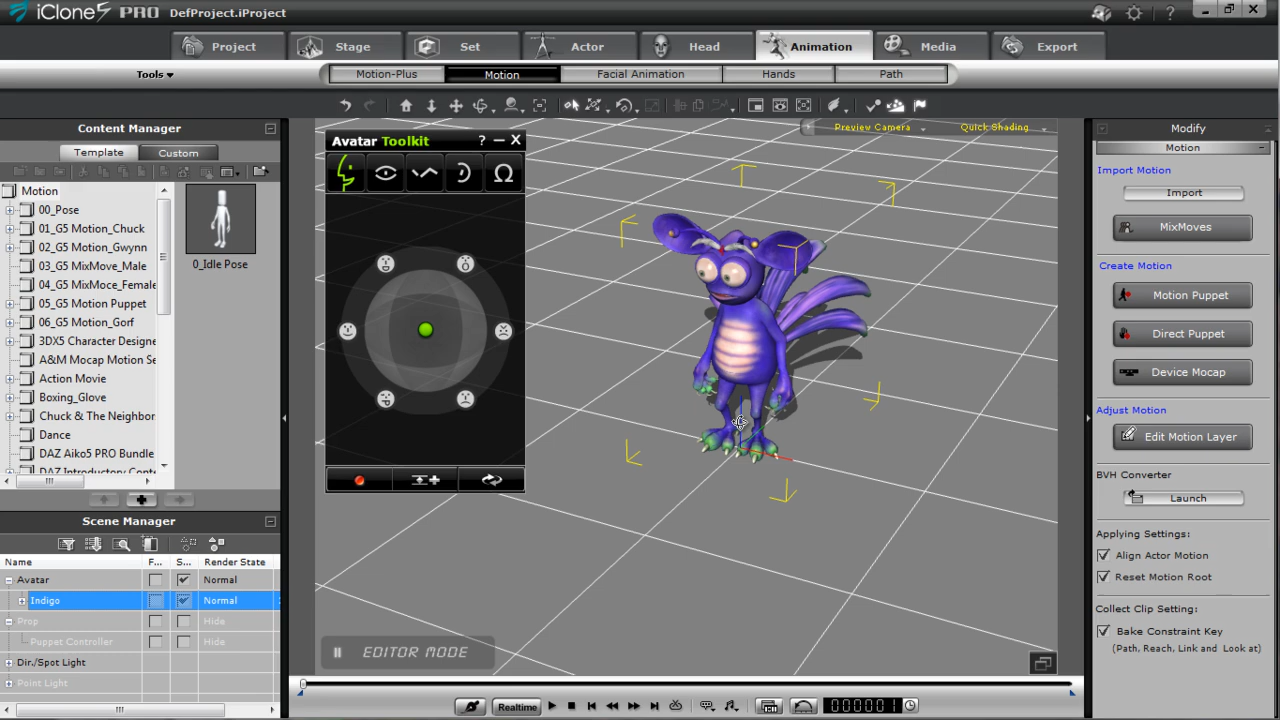 iClone5 PRO DefProject.iProject
Project Stage Set Actor Head Animation Media Export
Tools
Motion-Plus Motion Facial Animation Hands Path
Content Manager
Template Custom
Motion
00_Pose
01_G5 Motion_Chuck
02_G5 Motion_Gwynn
03_G5 MixMove_Male
04_G5 MixMoce_Female
05_G5 Motion Puppet
06_G5 Motion_Gorf
3DX5 Design Character
A&M Mocap Motion Se
Action Movie
Boxing_Glove
Chuck & The Neighbor
Dance
DAZ Aiko5 PRO Bundle
0_Idle Pose
Avatar Toolkit ? — X
Preview Camera Quick Shading
EDITOR MODE
Scene Manager
Name F... S... Render State
Avatar Normal
Indigo Normal
Prop Hide
Puppet Controller Hide
Dir./Spot Light
Point Light
Realtime
000001
Modify
Motion
Import Motion
Import
MixMoves
Create Motion
Motion Puppet
Direct Puppet
Device Mocap
Adjust Motion
Edit Motion Layer
BVH Converter
Launch
Applying Settings:
Align Actor Motion
Reset Motion Root
Collect Clip Setting:
Bake Constraint Key
(Path, Reach, Link and Look at)